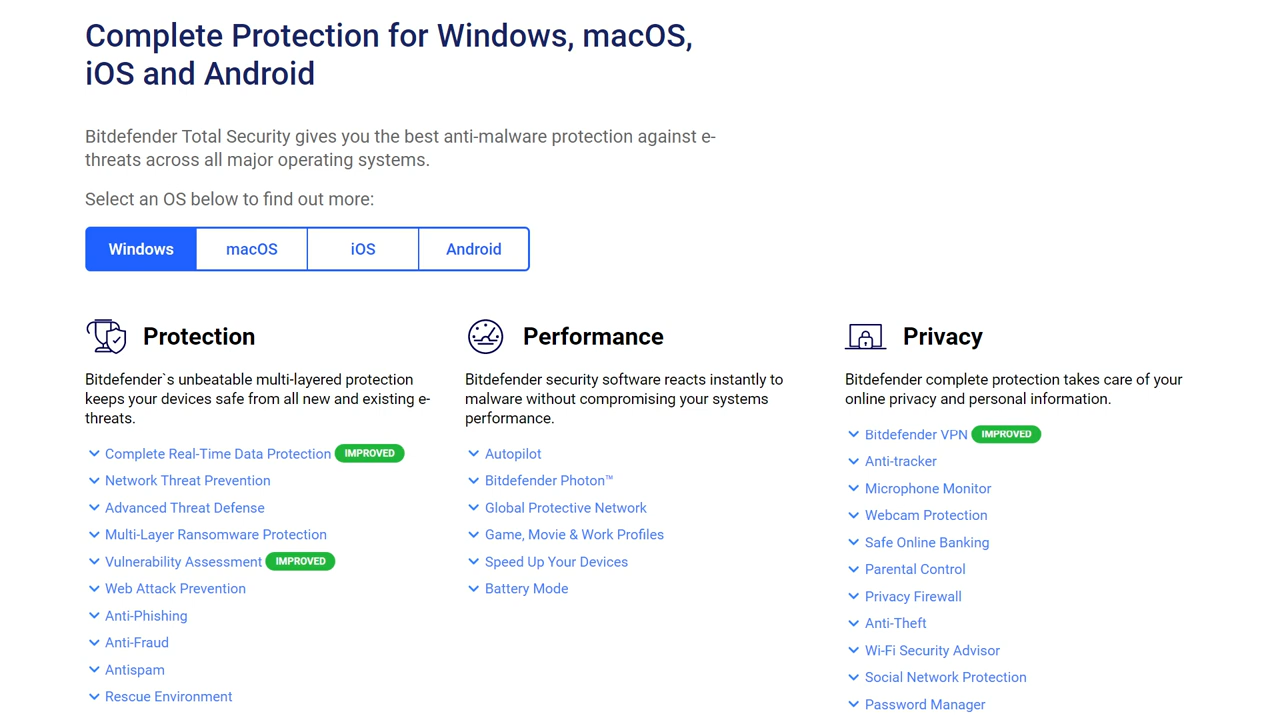 Complete Protection for Windows, macOS,
iOS and Android
Bitdefender Total Security gives you the best anti-malware protection against e-
threats across all major operating systems.
Select an OS below to find out more:
Windows
macOS
iOS
Android
Protection
Bitdefender`s unbeatable multi-layered protection
keeps your devices safe from all new and existing e-
threats.
Complete Real-Time Data Protection IMPROVED
Network Threat Prevention
Advanced Threat Defense
Multi-Layer Ransomware Protection
Vulnerability Assessment IMPROVED
Web Attack Prevention
Anti-Phishing
Anti-Fraud
Antispam
Rescue Environment
Performance
Bitdefender security software reacts instantly to
malware without compromising your systems
performance.
Autopilot
Bitdefender Photon™
Global Protective Network
Game, Movie & Work Profiles
Speed Up Your Devices
Battery Mode
Privacy
Bitdefender complete protection takes care of your
online privacy and personal information.
Bitdefender VPN IMPROVED
Anti-tracker
Microphone Monitor
Webcam Protection
Safe Online Banking
Parental Control
Privacy Firewall
Anti-Theft
Wi-Fi Security Advisor
Social Network Protection
Password Manager